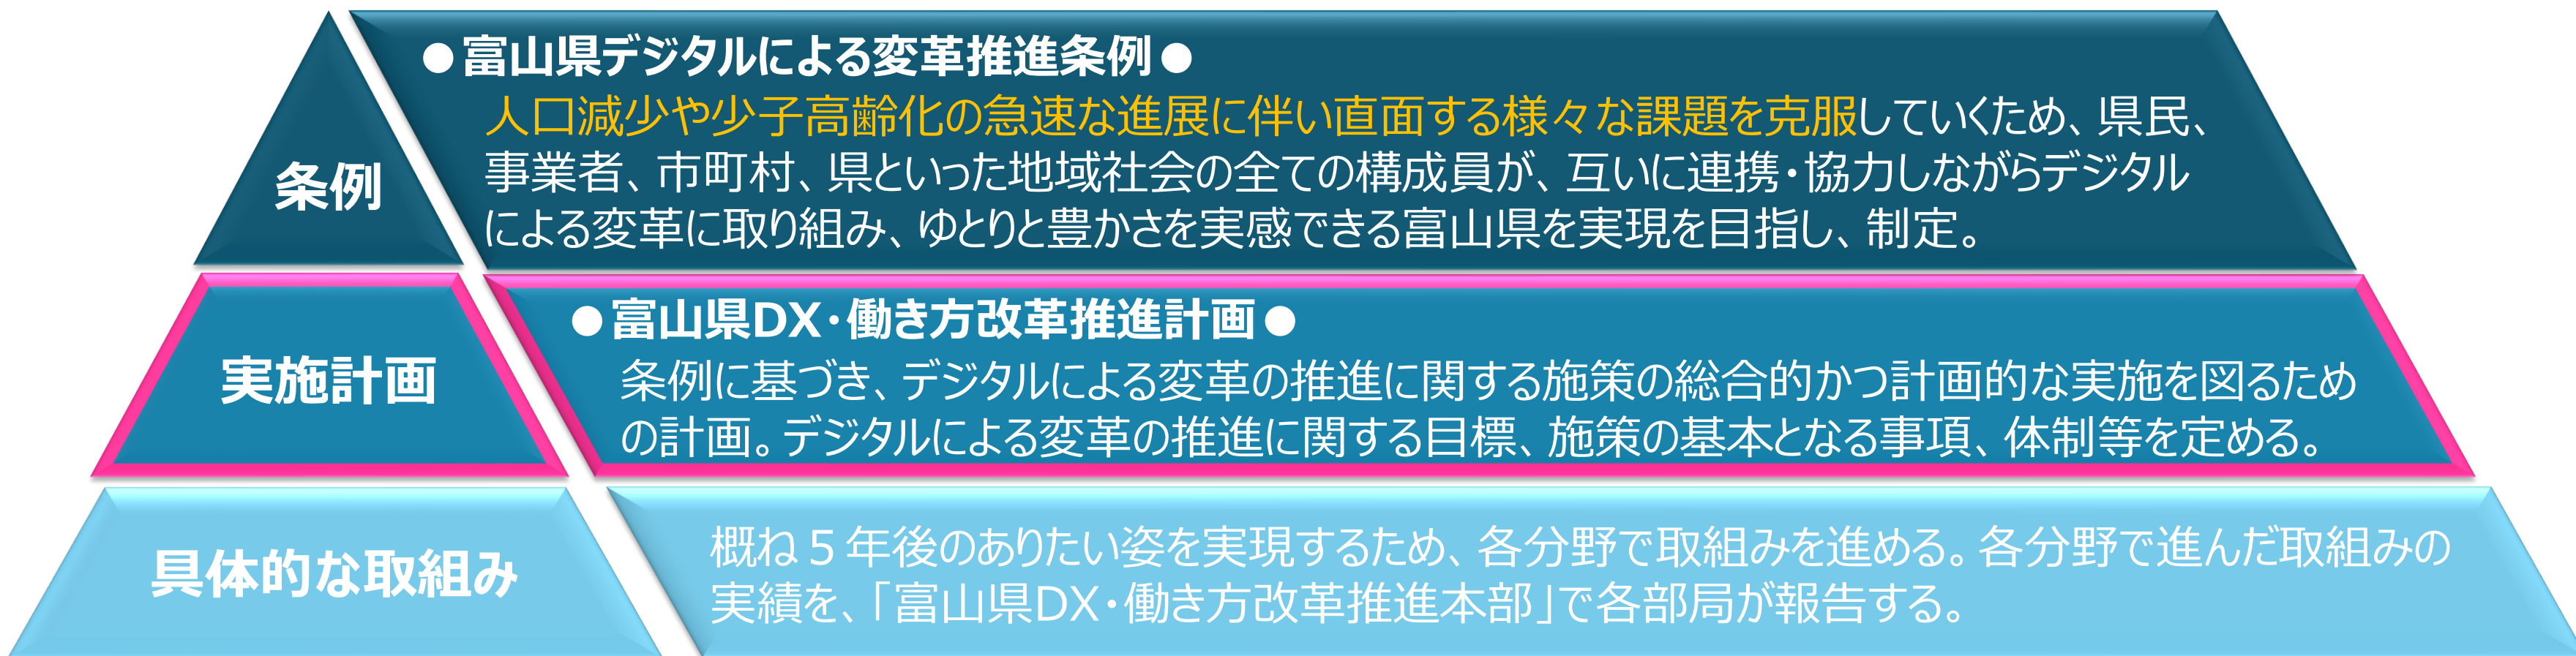 条例
●富山県デジタルによる変革推進条例●
人口減少や少子高齢化の急速な進展に伴い直面する様々な課題を克服していくため、県民、
事業者、市町村、県といった地域社会の全ての構成員が、互いに連携・協力しながらデジタル
による変革に取り組み、ゆとりと豊かさを実感できる富山県を実現を目指し、制定。
実施計画
●富山県DX・働き方改革推進計画●
条例に基づき、デジタルによる変革の推進に関する施策の総合的かつ計画的な実施を図るため
の計画。デジタルによる変革の推進に関する目標、施策の基本となる事項、体制等を定める。
具体的な取組み
概ね５年後のありたい姿を実現するため、各分野で取組みを進める。各分野で進んだ取組みの
実績を、「富山県DX・働き方改革推進本部」で各部局が報告する。